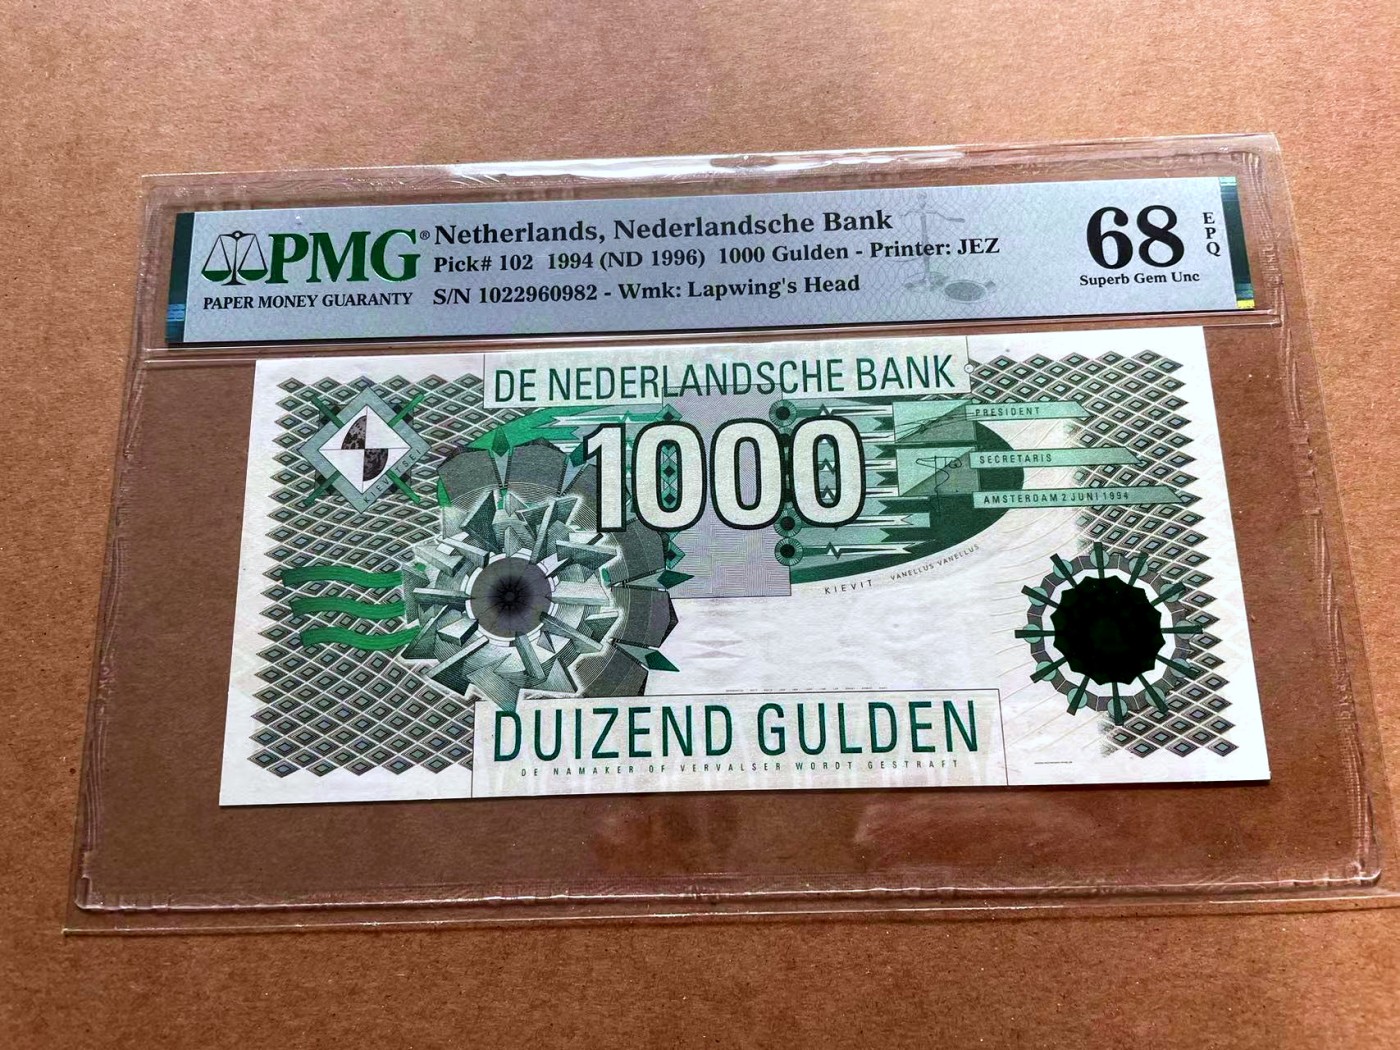 PMG®
PAPER MONEY GUARANTY
Netherlands, Nederlandsche Bank
Pick# 102 1994 (ND 1996) 1000 Gulden - Printer: JEZ
S/N 1022960982 - Wmk: Lapwing's Head
68
EPQ
Superb Gem Unc
DE NEDERLANDSCHE BANK
1000
PRESIDENT
SECRETARIS
AMSTERDAM 2 JUNI 1994
KIEVIT VANELLUS VANELLUS
DUIZEND GULDEN
DE NAMAKER OF VERVALSER WORDT GESTRAFT